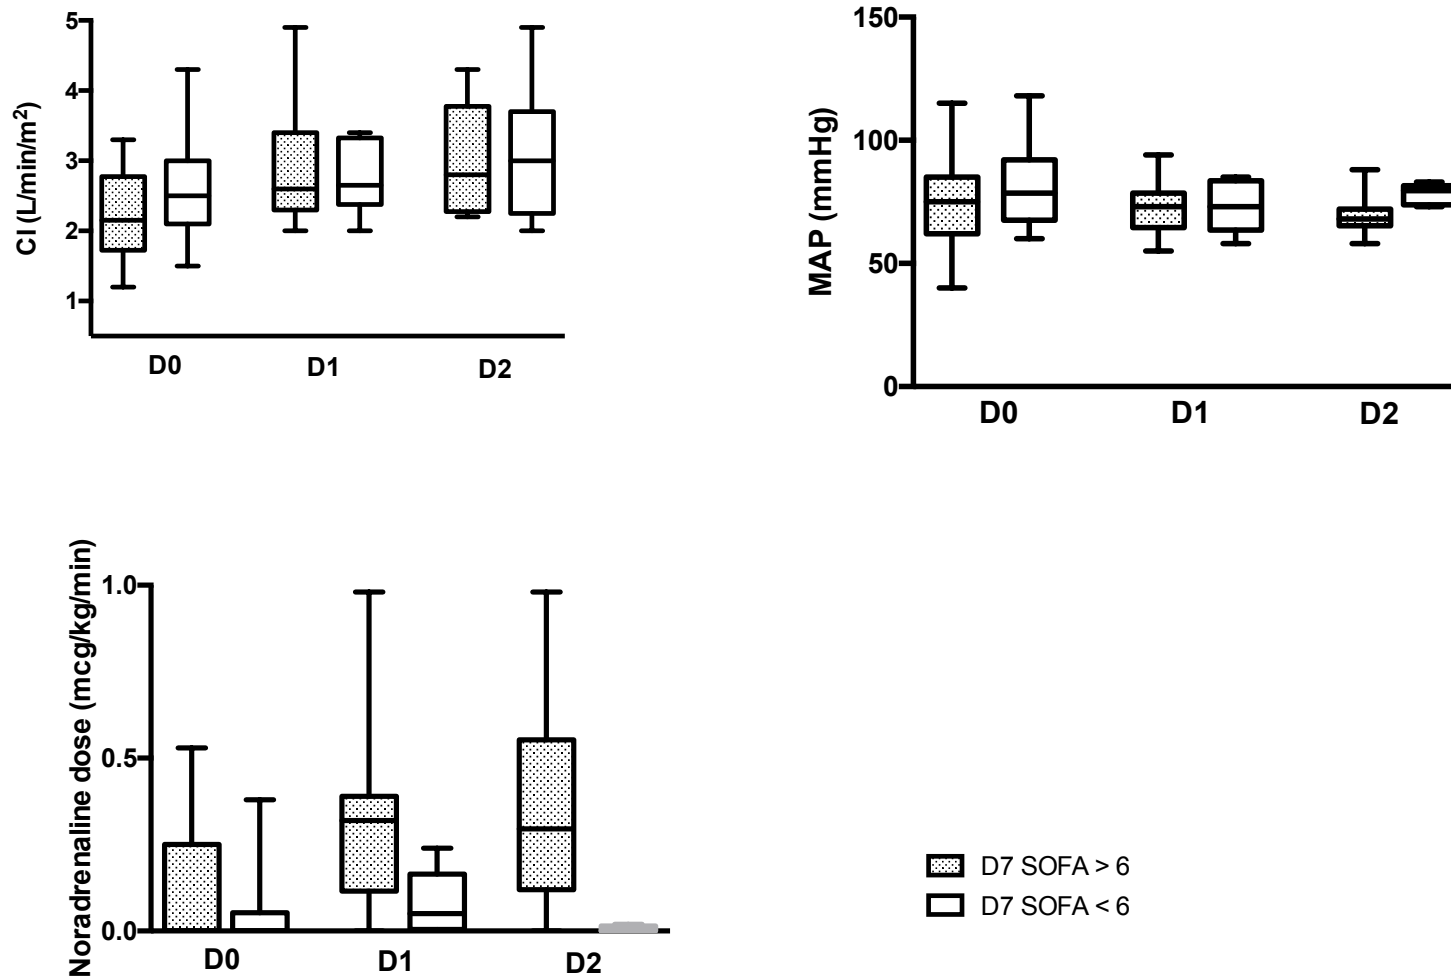 5
4
3
2
1
CI (L/min/m²)
D0
D1
D2
150
100
50
0
MAP (mmHg)
D0
D1
D2
1.0
0.5
0.0
Noradrenaline dose (mcg/kg/min)
D0
D1
D2
D7 SOFA > 6
D7 SOFA < 6